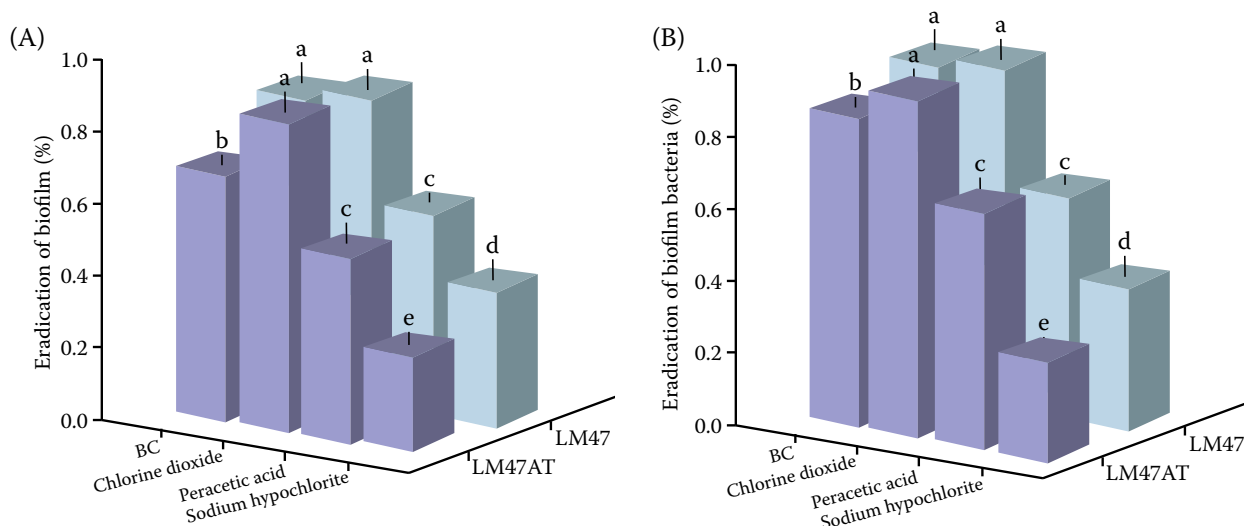 (A)
Eradication of biofilm (%)
1.0
0.8
0.6
0.4
0.2
0.0
a
a
a
b
c
c
d
e
BC
Chlorine dioxide
Peracetic acid
Sodium hypochlorite
LM47AT
LM47
(B)
Eradication of biofilm bacteria (%)
1.0
0.8
0.6
0.4
0.2
0.0
a
a
a
b
c
c
d
e
BC
Chlorine dioxide
Peracetic acid
Sodium hypochlorite
LM47AT
LM47